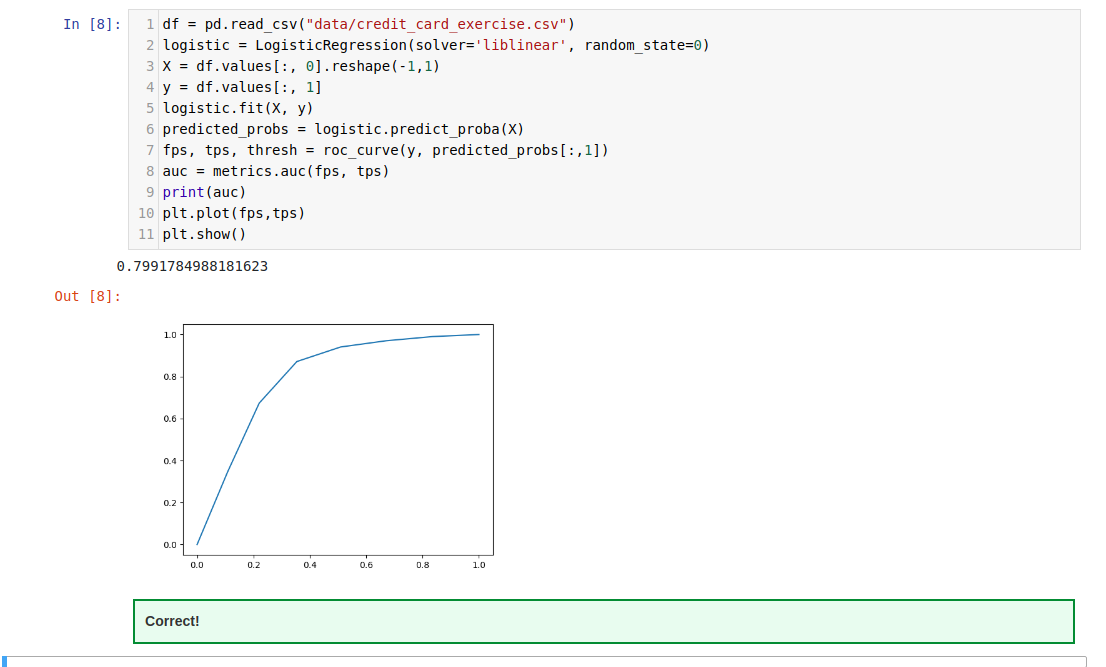 In [8]:
1 df = pd.read_csv("data/credit_card_exercise.csv")
2 logistic = LogisticRegression(solver='liblinear', random_state=0)
3 X = df.values[:, 0].reshape(-1,1)
4 y = df.values[:, 1]
5 logistic.fit(X, y)
6 predicted_probs = logistic.predict_proba(X)
7 fps, tps, thresh = roc_curve(y, predicted_probs[:,1])
8 auc = metrics.auc(fps, tps)
9 print(auc)
10 plt.plot(fps,tps)
11 plt.show()
0.7991784988181623
Out [8]:
1.0
0.8
0.6
0.4
0.2
0.0
0.0 0.2 0.4 0.6 0.8 1.0
Correct!